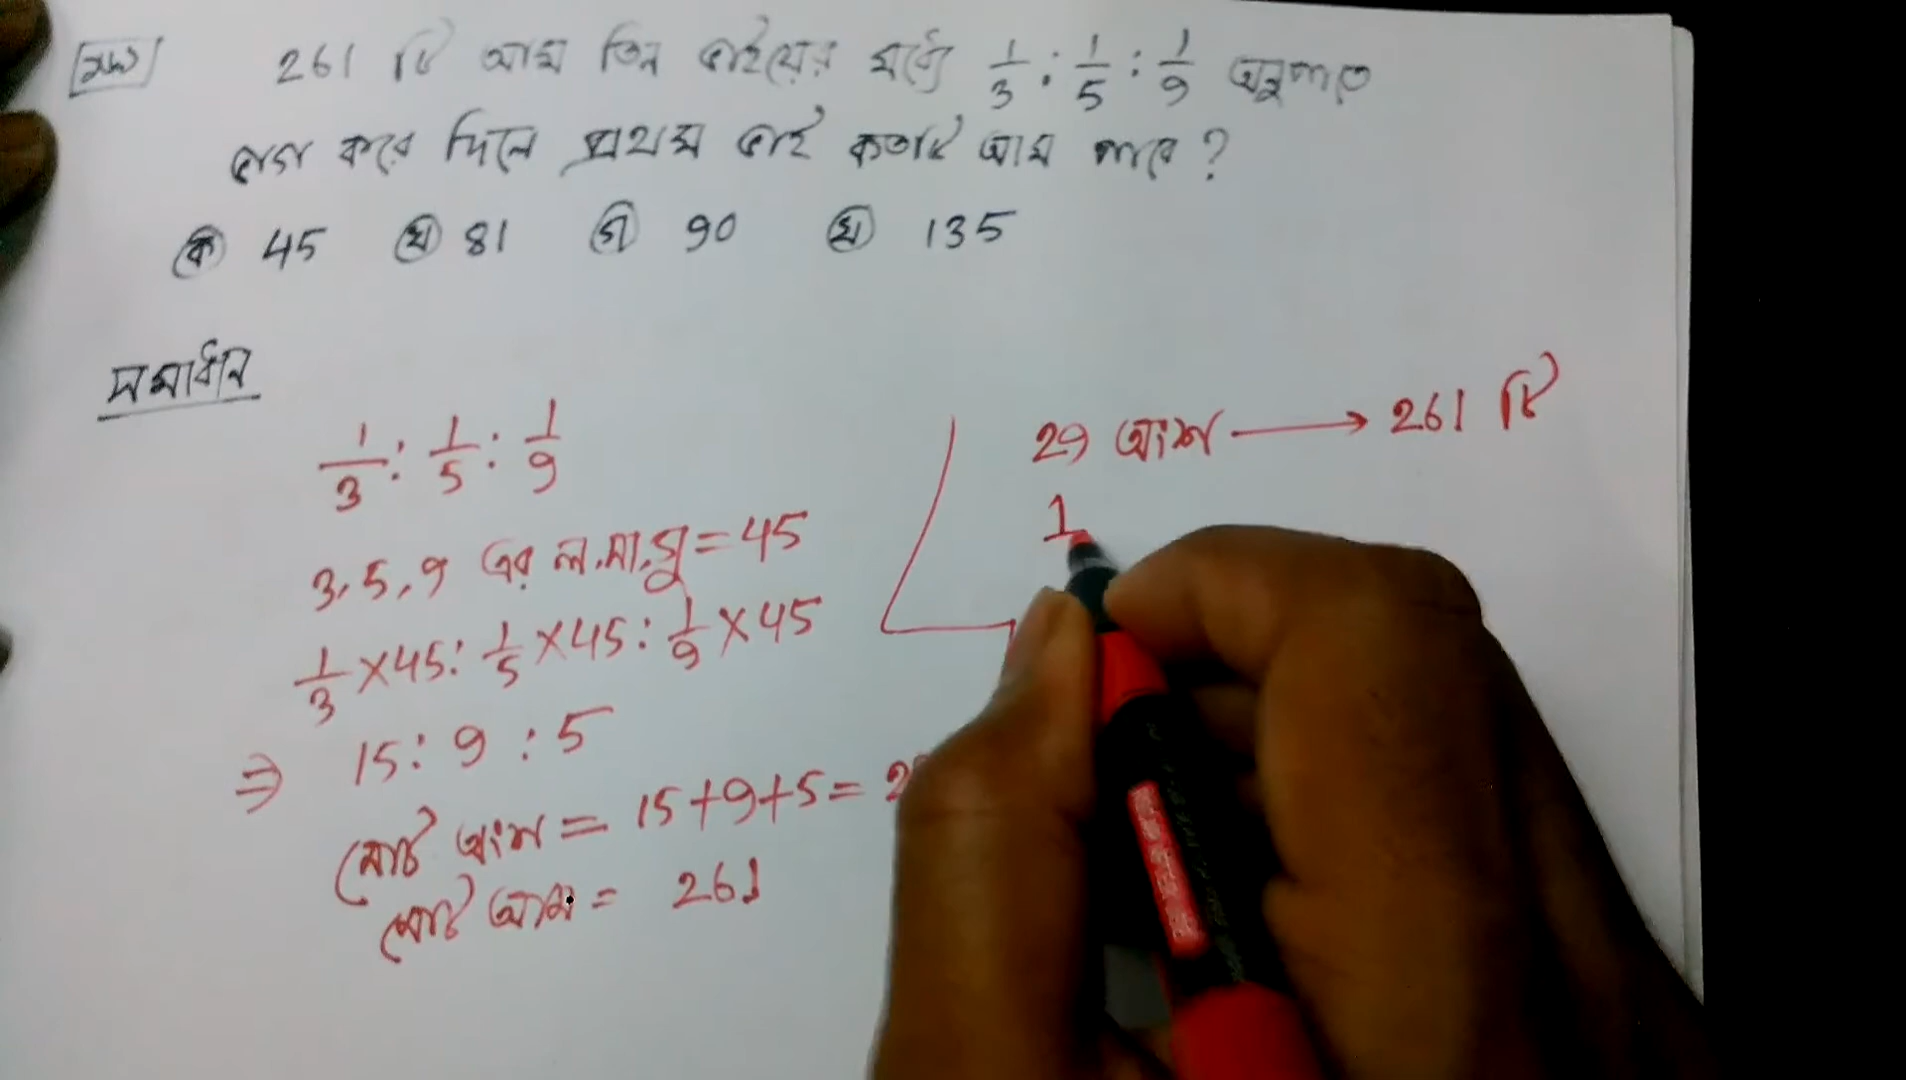 261 টি আম তিন ভাইয়ের মধ্যে 1/3 : 1/5 : 1/9 অনুপাতে
ভাগ করে দিলে প্রথম ভাই কতটি আম পাবে ?
ক 45 খ 81 গ 90 ঘ 135
সমাধান
1/3 : 1/5 : 1/9
3, 5, 9 এর ল.সা.গু = 45
1/3 × 45 : 1/5 × 45 : 1/9 × 45
⇒ 15 : 9 : 5
মোট অংশ = 15 + 9 + 5 =
মোট আম = 261
29 অংশ → 261 টি
1